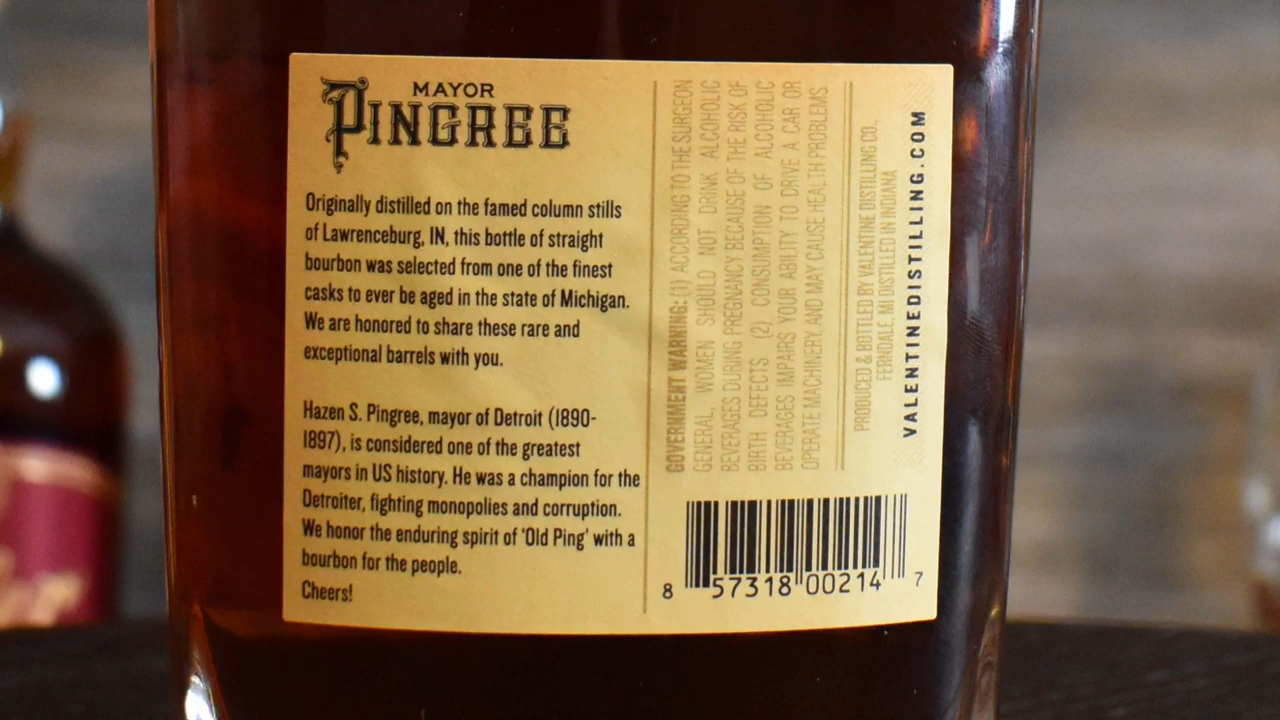 MAYOR
PINGREE
Originally distilled on the famed column stills
of Lawrenceburg, IN, this bottle of straight
bourbon was selected from one of the finest
casks to ever be aged in the state of Michigan.
We are honored to share these rare and
exceptional barrels with you.
Hazen S. Pingree, mayor of Detroit (1890-
1897), is considered one of the greatest
mayors in US history. He was a champion for the
Detroiter, fighting monopolies and corruption.
We honor the enduring spirit of 'Old Ping' with a
bourbon for the people.
Cheers!
GOVERNMENT WARNING: (1) ACCORDING TO THE SURGEON
GENERAL, WOMEN SHOULD NOT DRINK ALCOHOLIC
BEVERAGES DURING PREGNANCY BECAUSE OF THE RISK OF
BIRTH DEFECTS (2) CONSUMPTION OF ALCOHOLIC
BEVERAGES IMPAIRS YOUR ABILITY TO DRIVE A CAR OR
OPERATE MACHINERY, AND MAY CAUSE HEALTH PROBLEMS.
PRODUCED & BOTTLED BY VALENTINE DISTILLING CO.,
FERNDALE, MI DISTILLED IN INDIANA
VALENTINEDISTILLING.COM
8 57318 00214 7